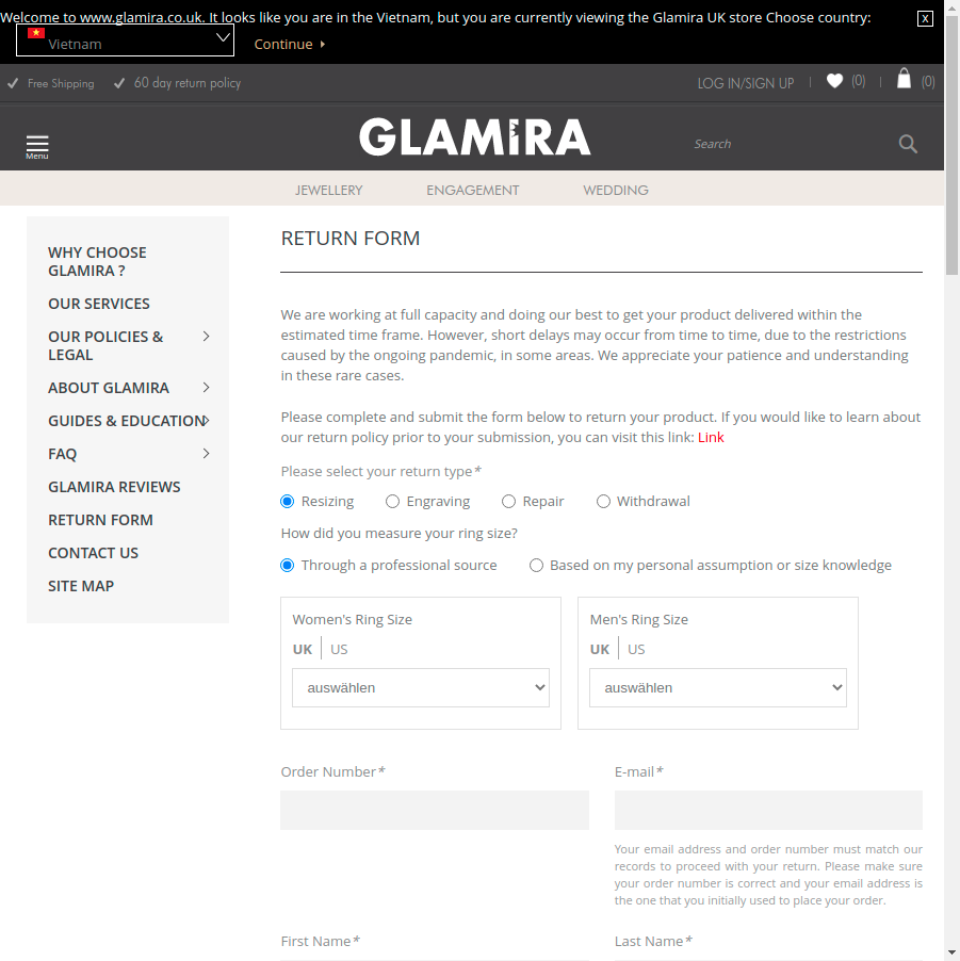 Welcome to www.glamira.co.uk. It looks like you are in the Vietnam, but you are currently viewing the Glamira UK store Choose country:
X
Vietnam
Continue
Free Shipping
60 day return policy
LOG IN/SIGN UP
(0)
(0)
Menu
GLAMIRA
Search
JEWELLERY
ENGAGEMENT
WEDDING
WHY CHOOSE
GLAMIRA ?
OUR SERVICES
OUR POLICIES &
LEGAL
ABOUT GLAMIRA
GUIDES & EDUCATION
FAQ
GLAMIRA REVIEWS
RETURN FORM
CONTACT US
SITE MAP
RETURN FORM
We are working at full capacity and doing our best to get your product delivered within the
estimated time frame. However, short delays may occur from time to time, due to the restrictions
caused by the ongoing pandemic, in some areas. We appreciate your patience and understanding
in these rare cases.
Please complete and submit the form below to return your product. If you would like to learn about
our return policy prior to your submission, you can visit this link: Link
Please select your return type*
Resizing
Engraving
Repair
Withdrawal
How did you measure your ring size?
Through a professional source
Based on my personal assumption or size knowledge
Women's Ring Size
UK | US
auswählen
Men's Ring Size
UK | US
auswählen
Order Number*
E-mail*
Your email address and order number must match our
records to proceed with your return. Please make sure
your order number is correct and your email address is
the one that you initially used to place your order.
First Name*
Last Name*